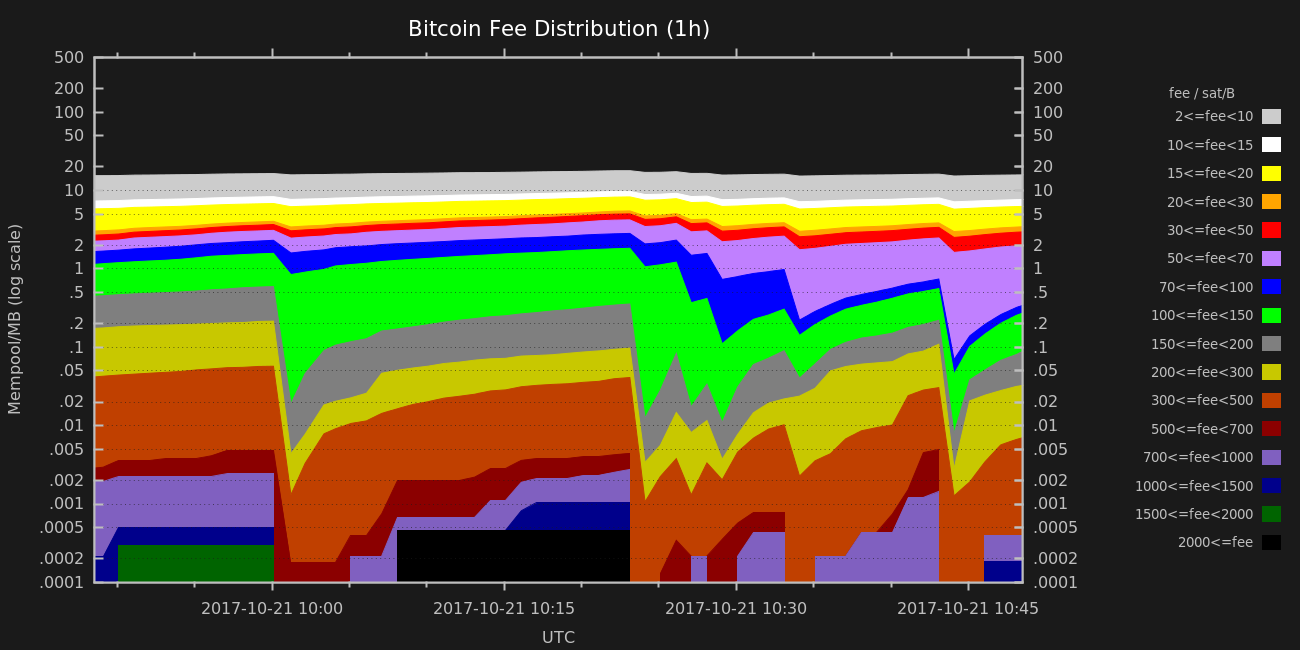 Bitcoin Fee Distribution (1h)
500
200
100
50
20
10
5
2
1
.5
.2
.1
.05
.02
.01
.005
.002
.001
.0005
.0002
.0001
Mempool/MB (log scale)
500
200
100
50
20
10
5
2
1
.5
.2
.1
.05
.02
.01
.005
.002
.001
.0005
.0002
.0001
2017-10-21 10:00
2017-10-21 10:15
2017-10-21 10:30
2017-10-21 10:45
UTC
fee / sat/B
2<=fee<10
10<=fee<15
15<=fee<20
20<=fee<30
30<=fee<50
50<=fee<70
70<=fee<100
100<=fee<150
150<=fee<200
200<=fee<300
300<=fee<500
500<=fee<700
700<=fee<1000
1000<=fee<1500
1500<=fee<2000
2000<=fee